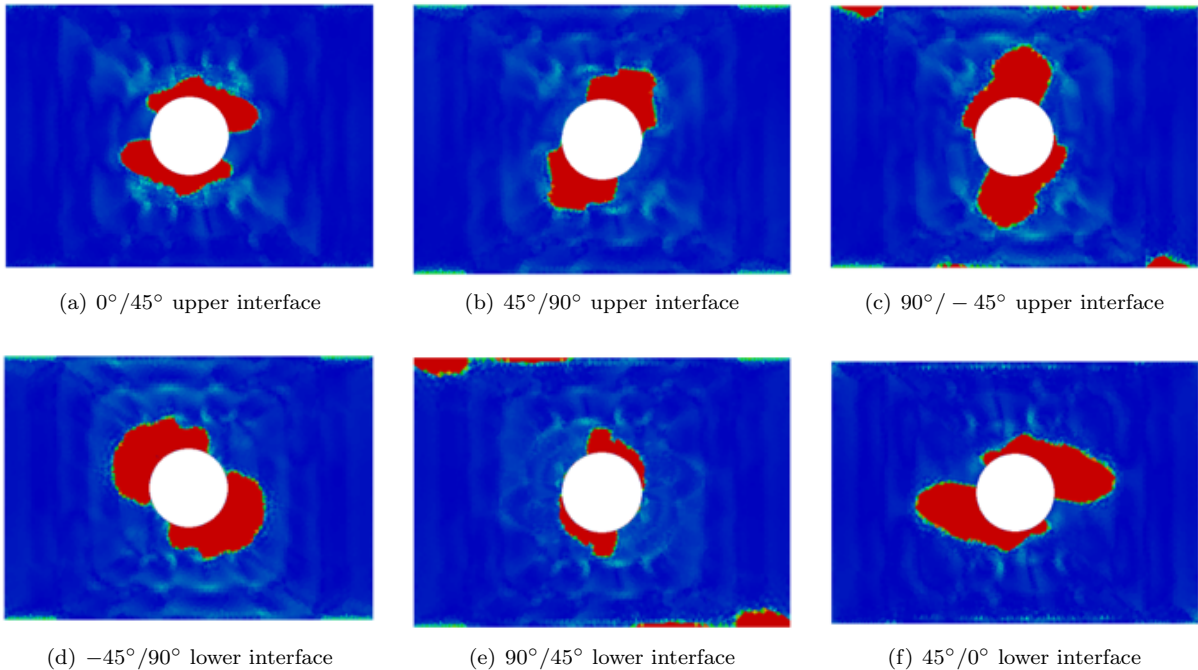 (a) 0°/45° upper interface
(b) 45°/90° upper interface
(c) 90°/ − 45° upper interface
(d) −45°/90° lower interface
(e) 90°/45° lower interface
(f) 45°/0° lower interface